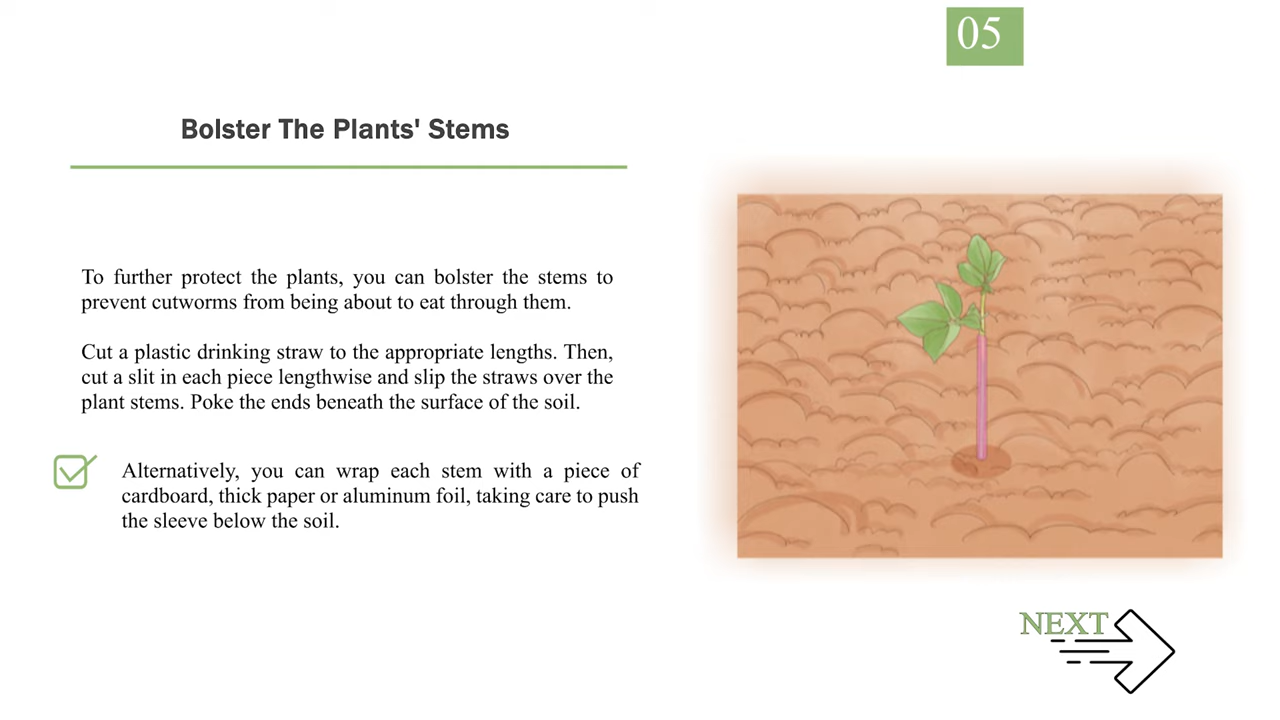 05
Bolster The Plants' Stems
To further protect the plants, you can bolster the stems to
prevent cutworms from being about to eat through them.
Cut a plastic drinking straw to the appropriate lengths. Then,
cut a slit in each piece lengthwise and slip the straws over the
plant stems. Poke the ends beneath the surface of the soil.
Alternatively, you can wrap each stem with a piece of
cardboard, thick paper or aluminum foil, taking care to push
the sleeve below the soil.
NEXT